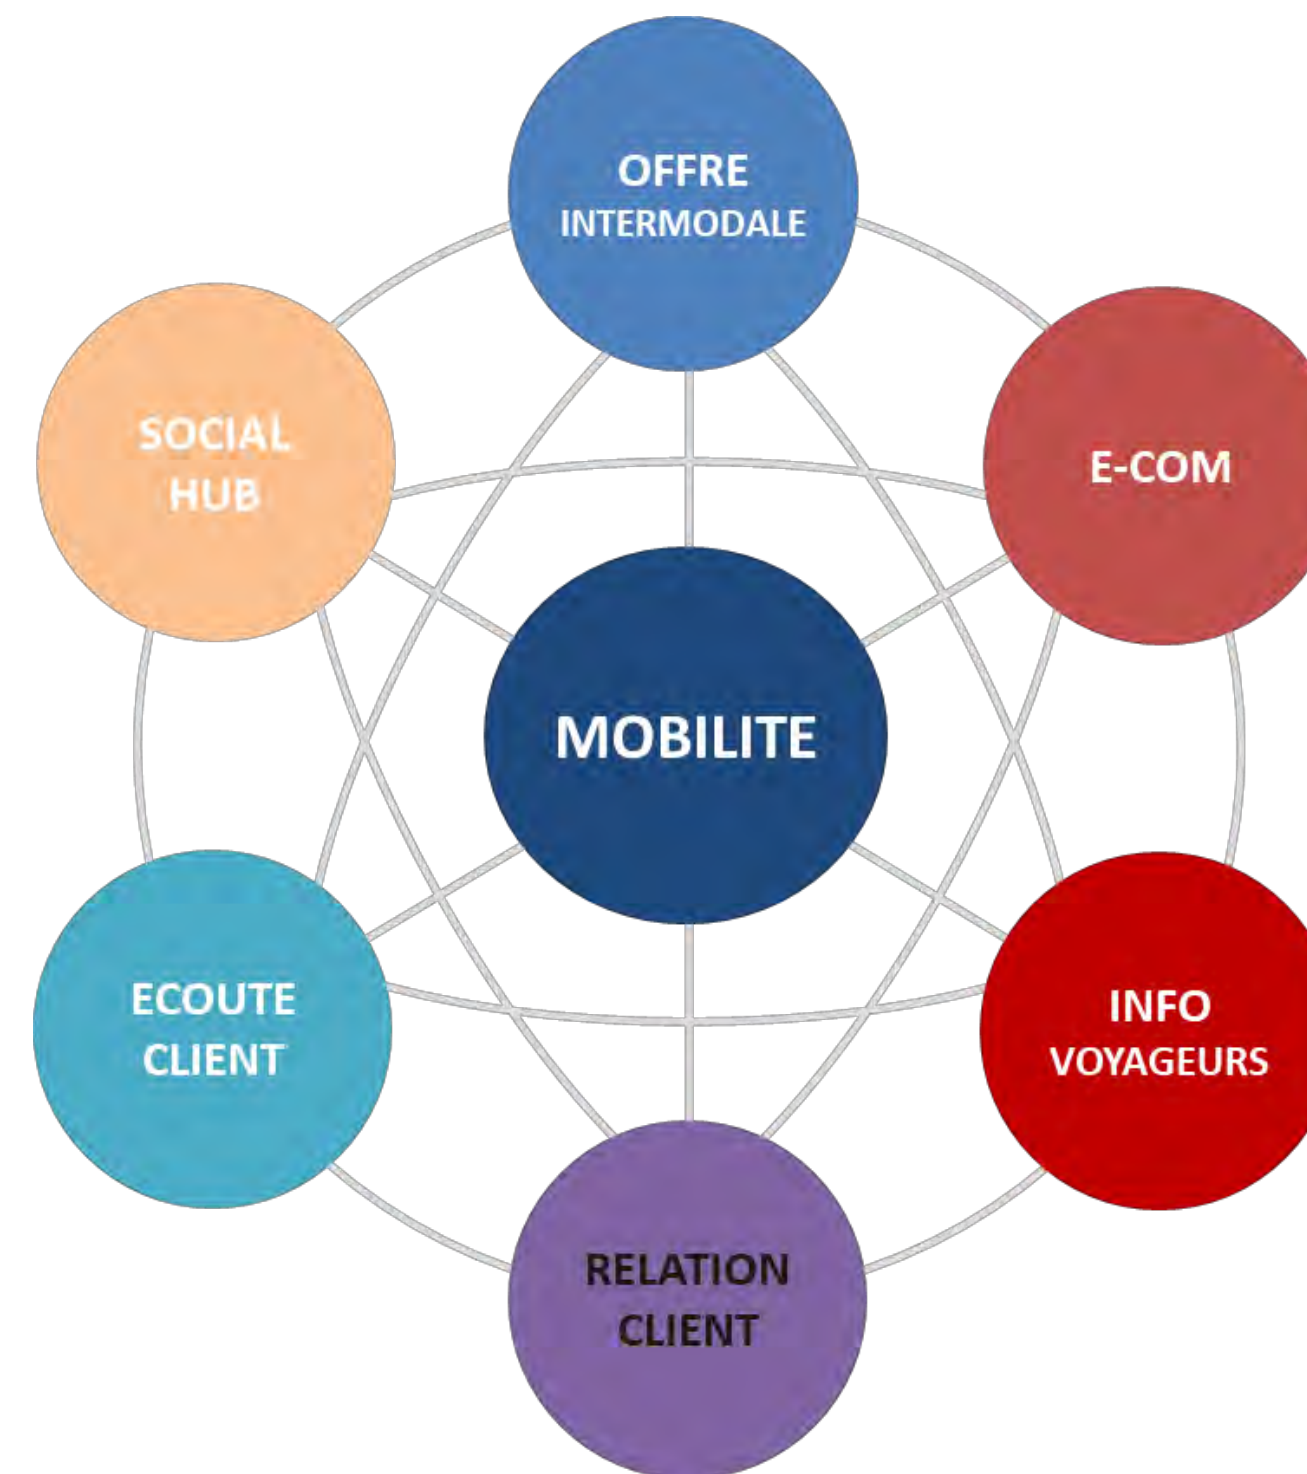 OFFRE
INTERMODALE
SOCIAL
HUB
E-COM
MOBILITE
ECOUTE
CLIENT
INFO
VOYAGEURS
RELATION
CLIENT